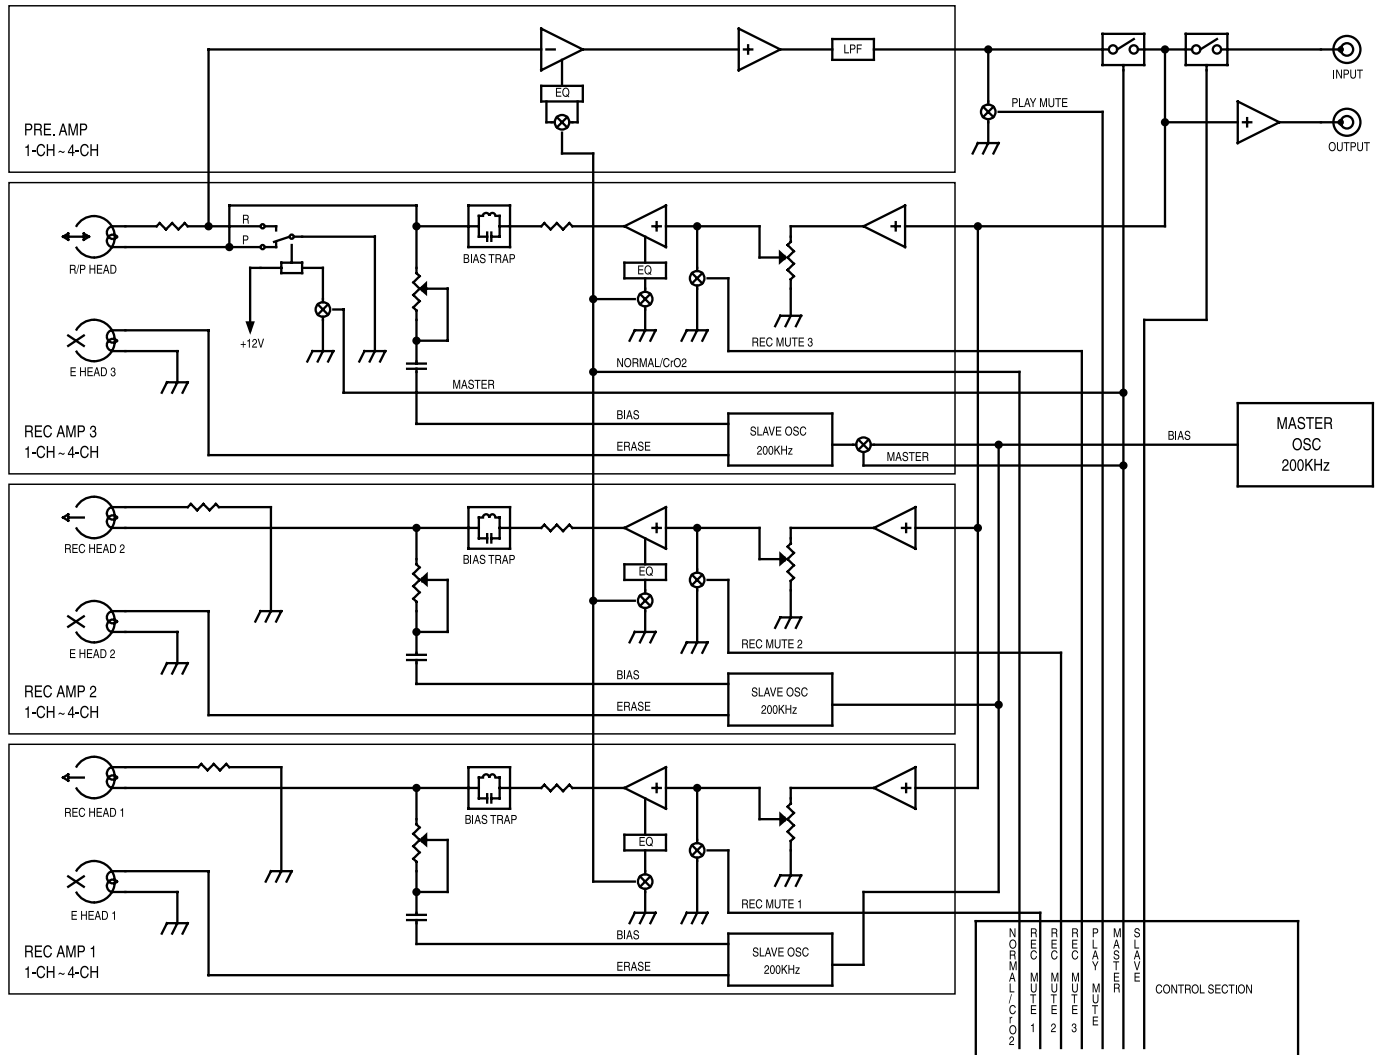 EQ
LPF
INPUT
PLAY MUTE
OUTPUT
PRE. AMP
1-CH ~ 4-CH
R
P
R/P HEAD
BIAS TRAP
EQ
+12V
E HEAD 3
REC MUTE 3
NORMAL/CrO2
MASTER
REC AMP 3
1-CH ~ 4-CH
BIAS
ERASE
SLAVE OSC
200KHz
MASTER
BIAS
MASTER
OSC
200KHz
REC HEAD 2
BIAS TRAP
EQ
E HEAD 2
REC MUTE 2
REC AMP 2
1-CH ~ 4-CH
BIAS
ERASE
SLAVE OSC
200KHz
REC HEAD 1
BIAS TRAP
EQ
E HEAD 1
REC MUTE 1
REC AMP 1
1-CH ~ 4-CH
BIAS
ERASE
SLAVE OSC
200KHz
NORMAL/CrO2
REC MUTE 1
REC MUTE 2
REC MUTE 3
PLAY MUTE
MASTER
SLAVE
CONTROL SECTION